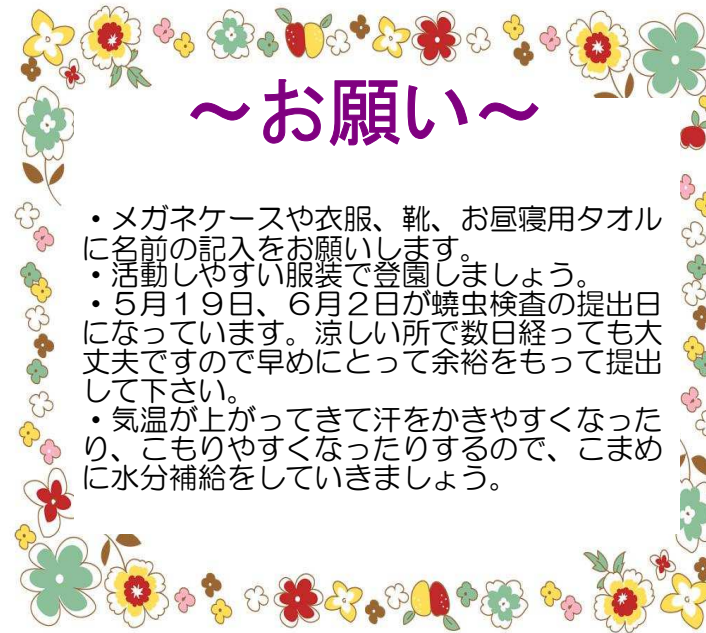 ～お願い～
・メガネケースや衣服、靴、お昼寝用タオル
に名前の記入をお願いします。
・活動しやすい服装で登園しましょう。
・５月１９日、６月２日が蟯虫検査の提出日
になっています。涼しい所で数日経っても大
丈夫ですので早めにとって余裕をもって提出
して下さい。
・気温が上がってきて汗をかきやすくなった
り、こもりやすくなったりするので、こまめ
に水分補給をしていきましょう。